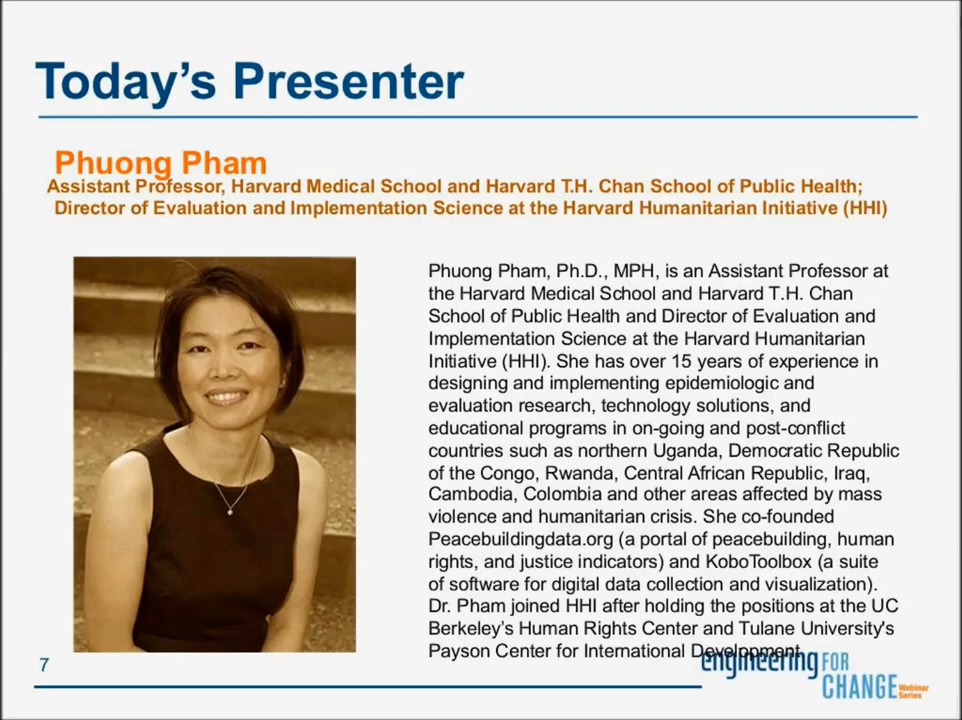 Today’s Presenter
Phuong Pham
Assistant Professor, Harvard Medical School and Harvard T.H. Chan School of Public Health;
Director of Evaluation and Implementation Science at the Harvard Humanitarian Initiative (HHI)
Phuong Pham, Ph.D., MPH, is an Assistant Professor at
the Harvard Medical School and Harvard T.H. Chan
School of Public Health and Director of Evaluation and
Implementation Science at the Harvard Humanitarian
Initiative (HHI). She has over 15 years of experience in
designing and implementing epidemiologic and
evaluation research, technology solutions, and
educational programs in on-going and post-conflict
countries such as northern Uganda, Democratic Republic
of the Congo, Rwanda, Central African Republic, Iraq,
Cambodia, Colombia and other areas affected by mass
violence and humanitarian crisis. She co-founded
Peacebuildingdata.org (a portal of peacebuilding, human
rights, and justice indicators) and KoboToolbox (a suite
of software for digital data collection and visualization).
Dr. Pham joined HHI after holding the positions at the UC
Berkeley’s Human Rights Center and Tulane University's
Payson Center for International Development.
7
engineering FOR
CHANGE Webinar
Series